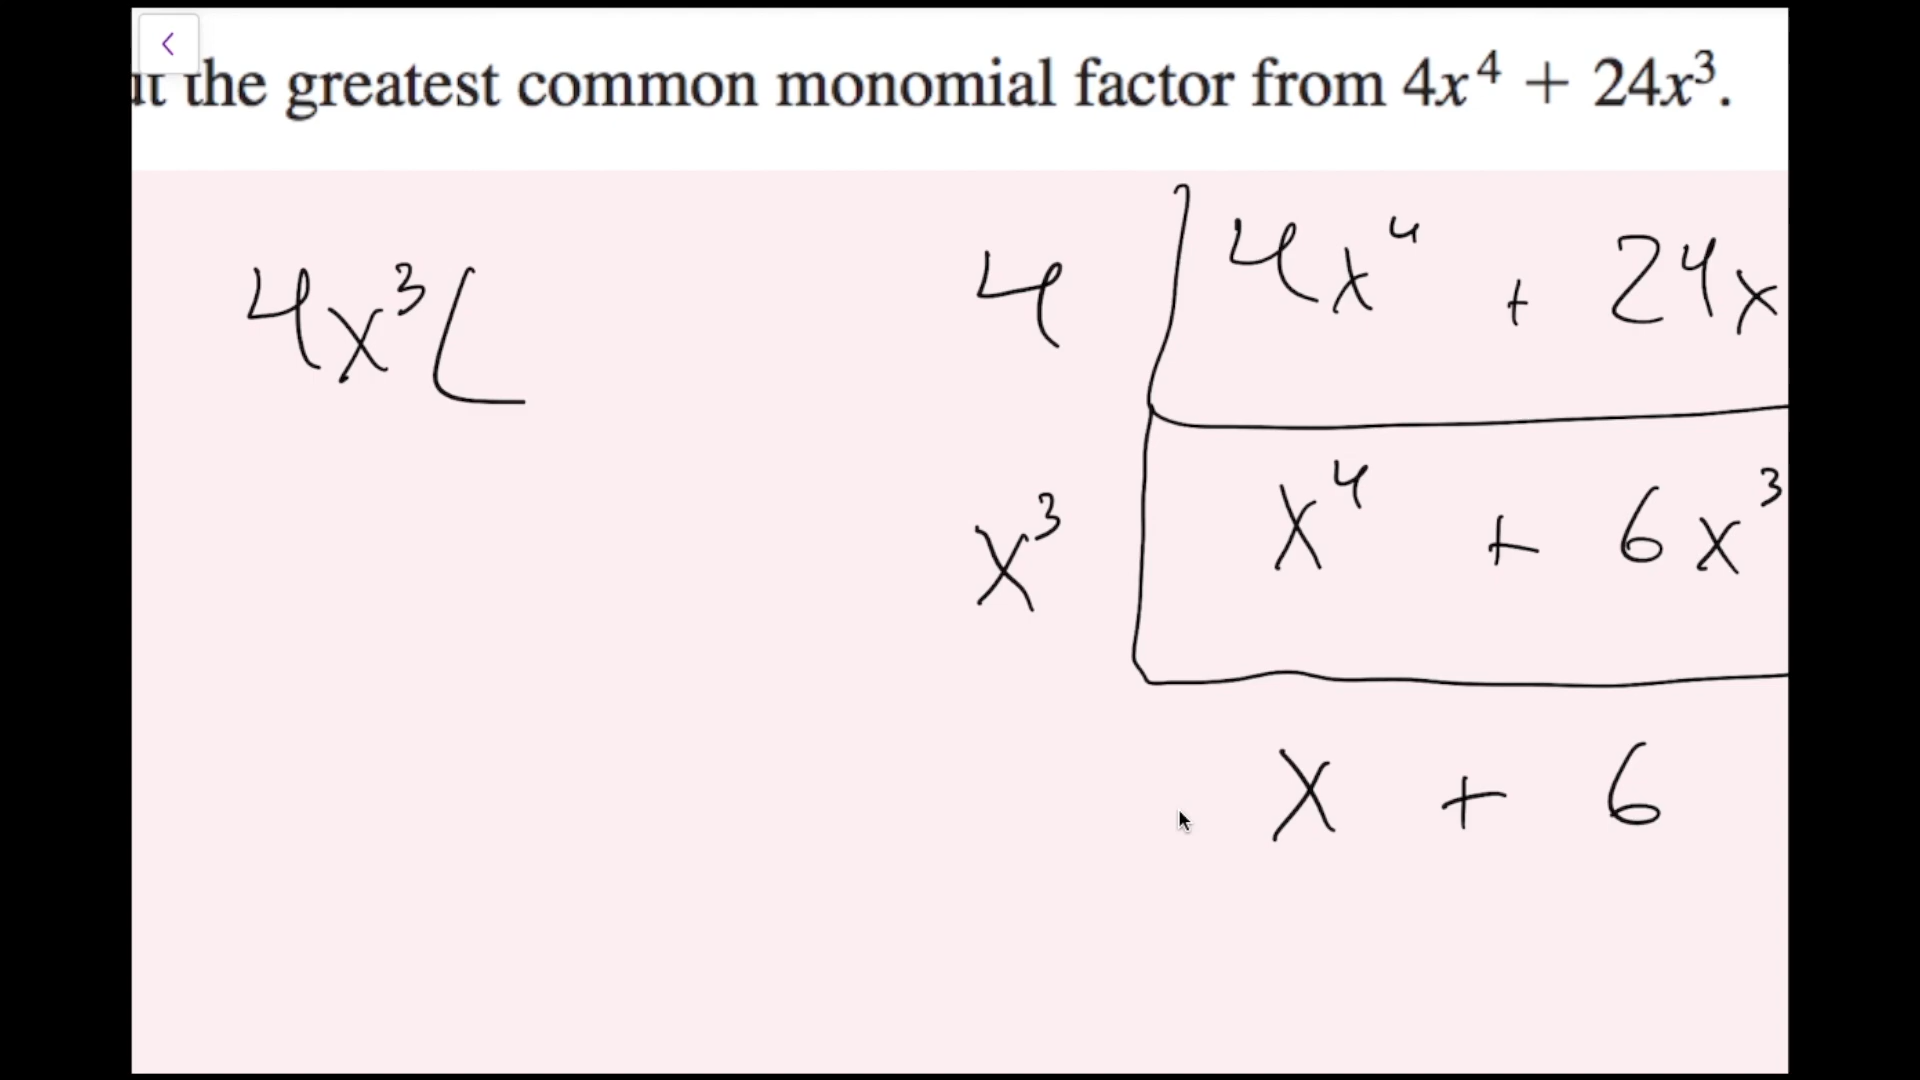 the greatest common monomial factor from 4x⁴ + 24x³.
4x³(
4 4x⁴ + 24x
x³ x⁴ + 6x³
x + 6